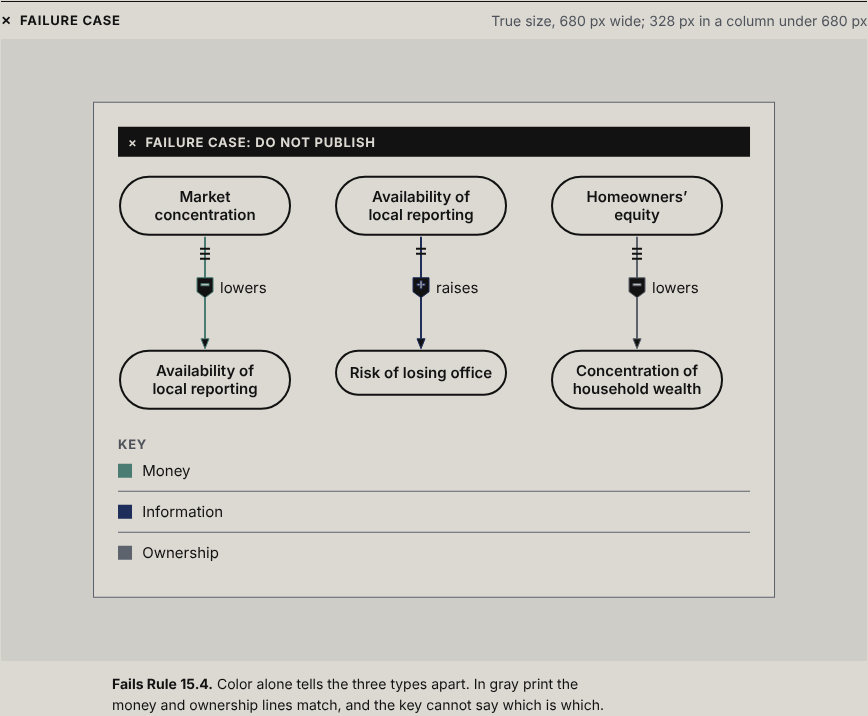 × FAILURE CASE
True size, 680 px wide; 328 px in a column under 680 px
× FAILURE CASE: DO NOT PUBLISH
Market
concentration
− lowers
Availability of
local reporting
Availability of
local reporting
+ raises
Risk of losing office
Homeowners’
equity
− lowers
Concentration of
household wealth
KEY
Money
Information
Ownership
Fails Rule 15.4. Color alone tells the three types apart. In gray print the
money and ownership lines match, and the key cannot say which is which.